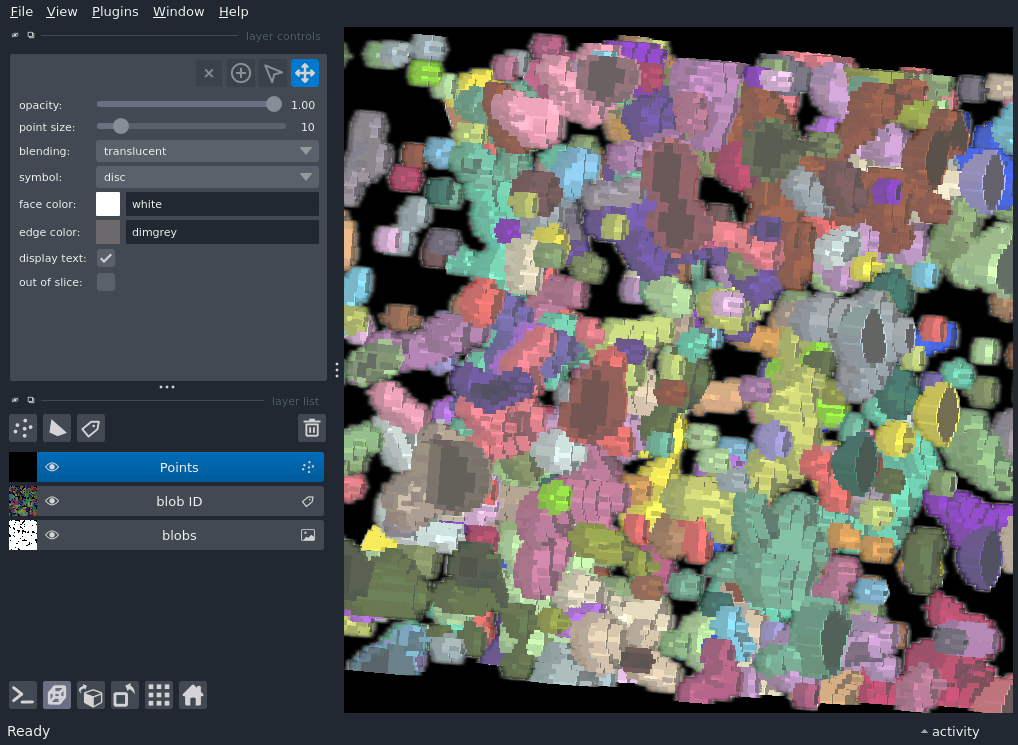 File View Plugins Window Help
layer controls
opacity: 1.00
point size: 10
blending: translucent
symbol: disc
face color: white
edge color: dimgrey
display text:
out of slice:
layer list
Points
blob ID
blobs
Ready
activity